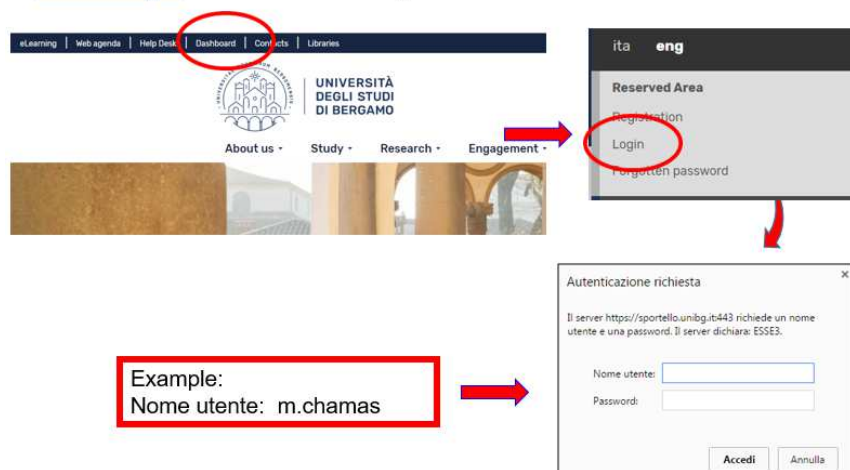 eLearning | Web agenda | Help Desk | Dashboard | Contacts | Libraries
UNIVERSITÀ
DEGLI STUDI
DI BERGAMO
About us Study Research Engagement
ita eng
Reserved Area
Registration
Login
Forgotten password
Autenticazione richiesta ×
Il server https://sportello.unibg.it:443 richiede un nome
utente e una password. Il server dichiara: ESSE3.
Nome utente:
Password:
Accedi Annulla
Example:
Nome utente: m.chamas